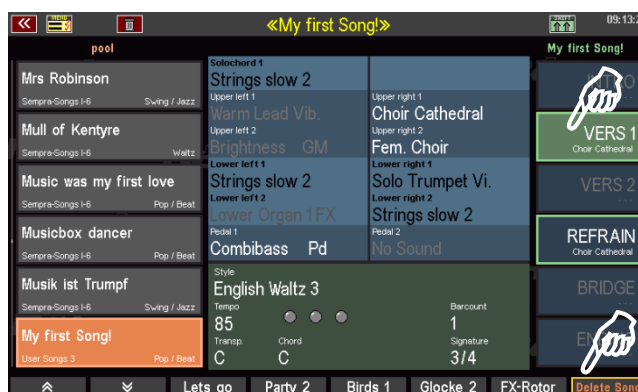 MENU
«My first Song!»
09:13:2
pool
My first Song!
Mrs Robinson
Sempra-Songs I-6 Swing / Jazz
Mull of Kentyre
Sempra-Songs I-6 Waltz
Music was my first love
Sempra-Songs I-6 Pop / Beat
Musicbox dancer
Sempra-Songs I-6 Pop / Beat
Musik ist Trumpf
Sempra-Songs I-6 Swing / Jazz
My first Song!
User Songs 3 Pop / Beat
Solochord 1
Strings slow 2
Upper left 1
Warm Lead Vib.
Upper right 1
Choir Cathedral
Upper left 2
Brightness GM
Upper right 2
Fem. Choir
Lower left 1
Strings slow 2
Lower right 1
Solo Trumpet Vi.
Lower left 2
Lower Organ 1 FX
Lower right 2
Strings slow 2
Pedal 1
Combibass Pd
Pedal 2
No Sound
Style
English Waltz 3
Tempo
85
Barcount
1
Transp.
C
Chord
C
Signature
3/4
VERS 1
Choir Cathedral
VERS 2
REFRAIN
Choir Cathedral
BRIDGE
Lets go
Party 2
Birds 1
Glocke 2
FX-Rotor
Delete Song